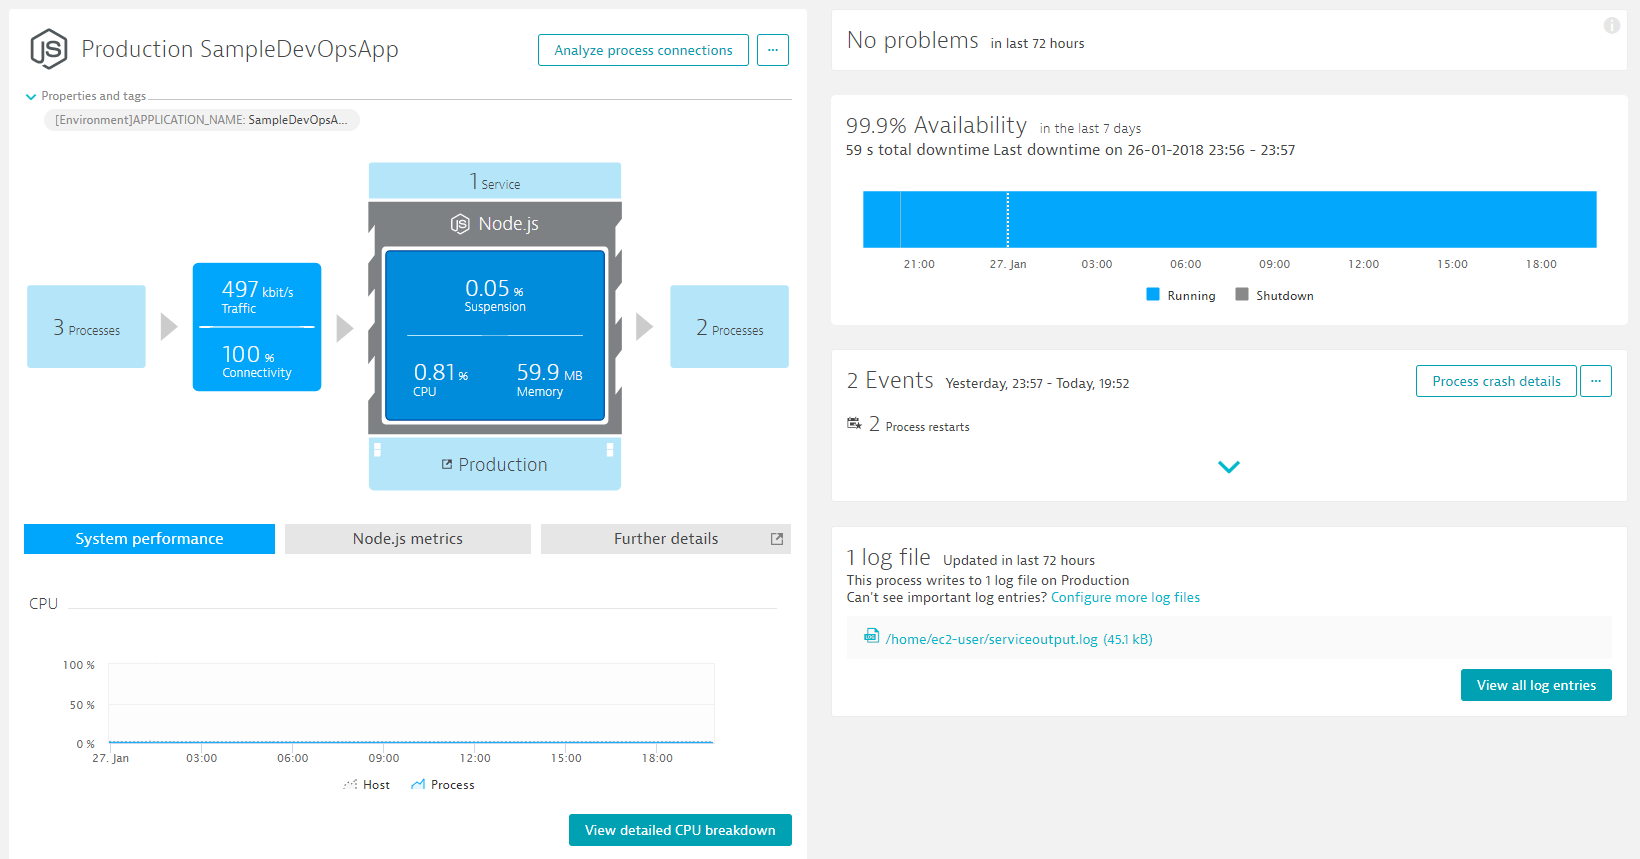 JS
Production SampleDevOpsApp
Analyze process connections
...
Properties and tags
[Environment]APPLICATION_NAME: SampleDevOpsA...
1 Service
JS Node.js
0.05 %
Suspension
0.81 %
CPU
59.9 MB
Memory
3 Processes
497 kbit/s
Traffic
100 %
Connectivity
2 Processes
Production
System performance
Node.js metrics
Further details
CPU
100 %
50 %
0 %
27. Jan 03:00 06:00 09:00 12:00 15:00 18:00
Host Process
View detailed CPU breakdown
No problems in last 72 hours
i
99.9% Availability in the last 7 days
59 s total downtime Last downtime on 26-01-2018 23:56 - 23:57
21:00 27. Jan 03:00 06:00 09:00 12:00 15:00 18:00
Running Shutdown
2 Events Yesterday, 23:57 - Today, 19:52
Process crash details
...
2 Process restarts
1 log file Updated in last 72 hours
This process writes to 1 log file on Production
Can't see important log entries? Configure more log files
LOG /home/ec2-user/serviceoutput.log (45.1 kB)
View all log entries